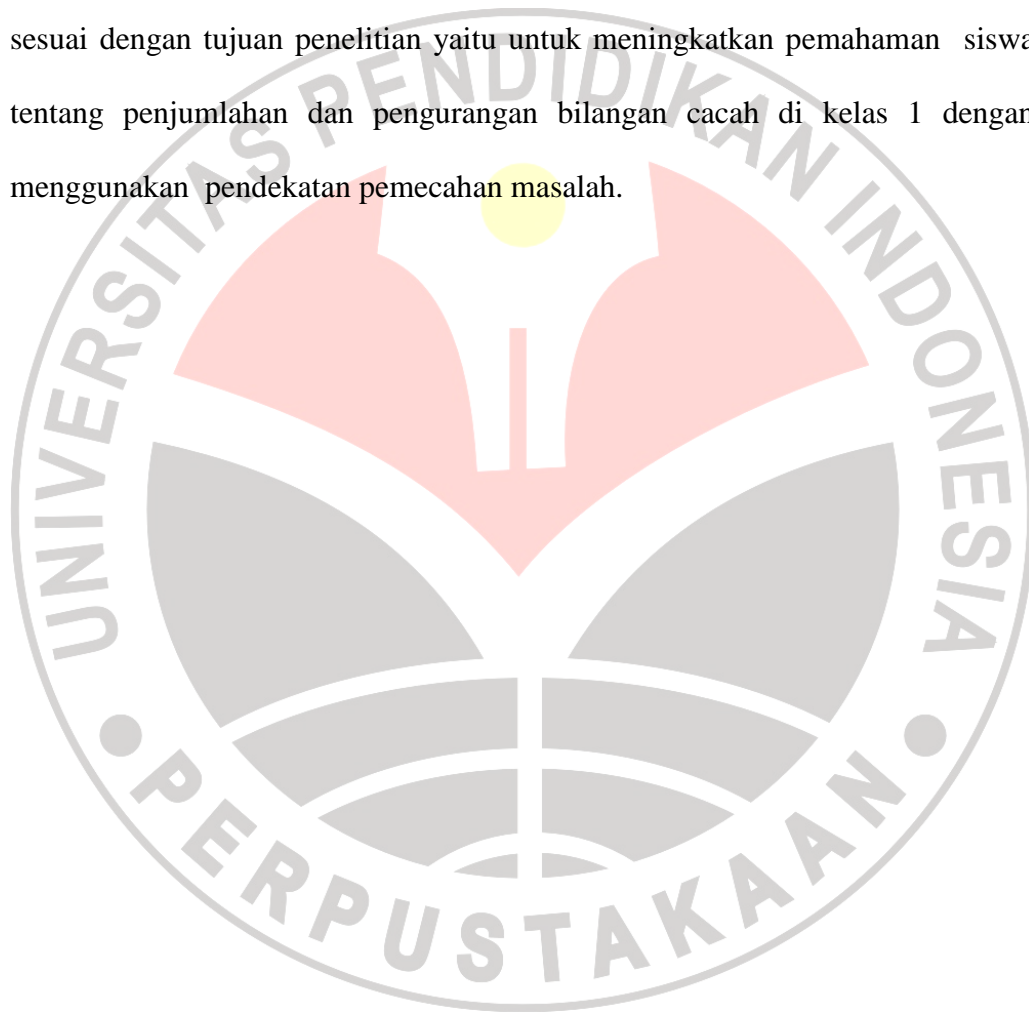 sesuai dengan tujuan penelitian yaitu untuk meningkatkan pemahaman siswa
tentang penjumlahan dan pengurangan bilangan cacah di kelas 1 dengan
menggunakan pendekatan pemecahan masalah.
UNIVERSITAS PENDIDIKAN INDONESIA
PERPUSTAKAAN